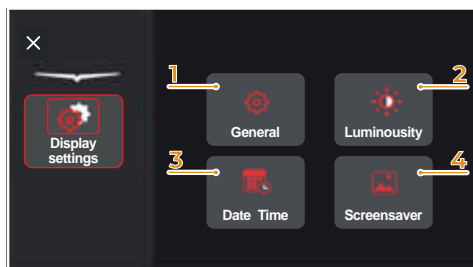 1
2
General
Luminousity
Display
settings
3
4
Date Time
Screensaver